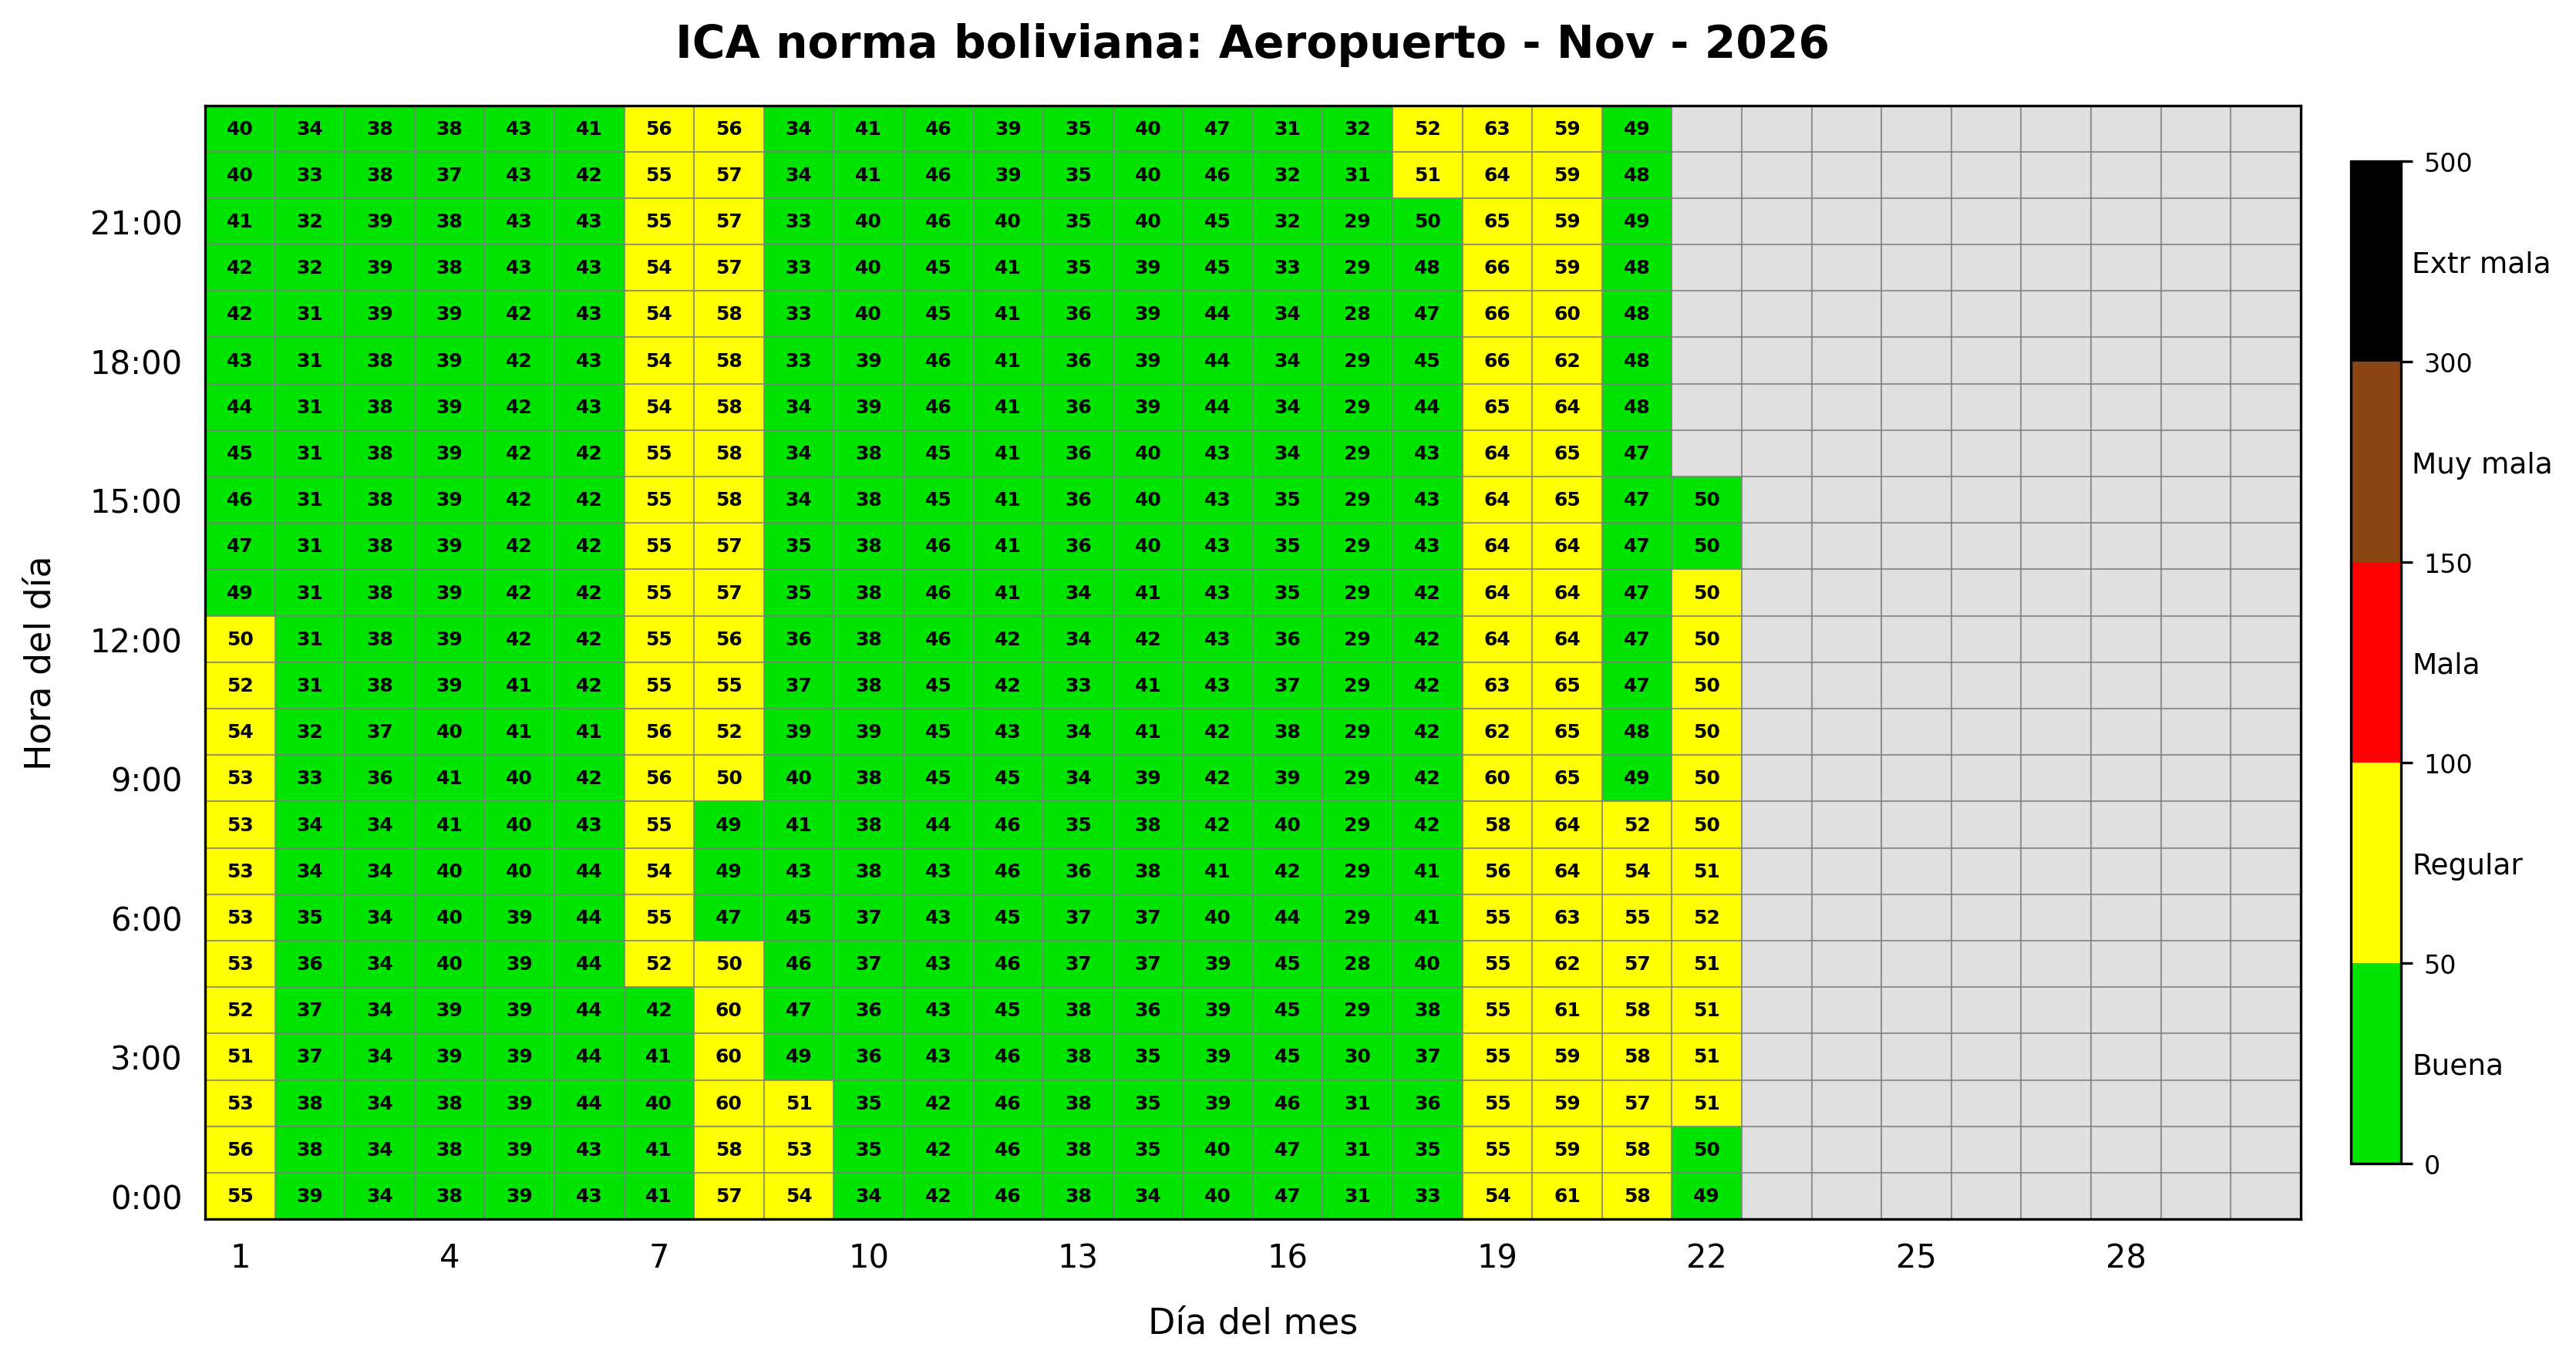 ICA norma boliviana: Aeropuerto - Nov - 2026
40 34 38 38 43 41 56 56 34 41 46 39 35 40 47 31 32 52 63 59 49
40 33 38 37 43 42 55 57 34 41 46 39 35 40 46 32 31 51 64 59 48
21:00 41 32 39 38 43 43 55 57 33 40 46 40 35 40 45 32 29 50 65 59 49
42 32 39 38 43 43 54 57 33 40 45 41 35 39 45 33 29 48 66 59 48
42 31 39 39 42 43 54 58 33 40 45 41 36 39 44 34 28 47 66 60 48
18:00 43 31 38 39 42 43 54 58 33 39 46 41 36 39 44 34 29 45 66 62 48
44 31 38 39 42 43 54 58 34 39 46 41 36 39 44 34 29 44 65 64 48
45 31 38 39 42 42 55 58 34 38 45 41 36 40 43 34 29 43 64 65 47
15:00 46 31 38 39 42 42 55 58 34 38 45 41 36 40 43 35 29 43 64 65 47 50
47 31 38 39 42 42 55 57 35 38 46 41 36 40 43 35 29 43 64 64 47 50
49 31 38 39 42 42 55 57 35 38 46 41 34 41 43 35 29 42 64 64 47 50
12:00 50 31 38 39 42 42 55 56 36 38 46 42 34 42 43 36 29 42 64 64 47 50
52 31 38 39 41 42 55 55 37 38 45 42 33 41 43 37 29 42 63 65 47 50
54 32 37 40 41 41 56 52 39 39 45 43 34 41 42 38 29 42 62 65 48 50
9:00 53 33 36 41 40 42 56 50 40 38 45 45 34 39 42 39 29 42 60 65 49 50
53 34 34 41 40 43 55 49 41 38 44 46 35 38 42 40 29 42 58 64 52 50
53 34 34 40 40 44 54 49 43 38 43 46 36 38 41 42 29 41 56 64 54 51
6:00 53 35 34 40 39 44 55 47 45 37 43 45 37 37 40 44 29 41 55 63 55 52
53 36 34 40 39 44 52 50 46 37 43 46 37 37 39 45 28 40 55 62 57 51
52 37 34 39 39 44 42 60 47 36 43 45 38 36 39 45 29 38 55 61 58 51
3:00 51 37 34 39 39 44 41 60 49 36 43 46 38 35 39 45 30 37 55 59 58 51
53 38 34 38 39 44 40 60 51 35 42 46 38 35 39 46 31 36 55 59 57 51
56 38 34 38 39 43 41 58 53 35 42 46 38 35 40 47 31 35 55 59 58 50
0:00 55 39 34 38 39 43 41 57 54 34 42 46 38 34 40 47 31 33 54 61 58 49
1 4 7 10 13 16 19 22 25 28
Día del mes
Hora del día
500
Extr mala
300
Muy mala
150
Mala
100
Regular
50
Buena
0